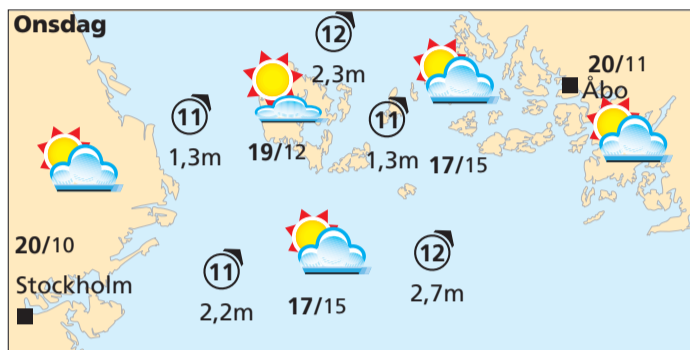 Onsdag
12
2,3m
20/11
Åbo
11
1,3m
19/12
11
1,3m
17/15
20/10
Stockholm
11
2,2m
17/15
12
2,7m